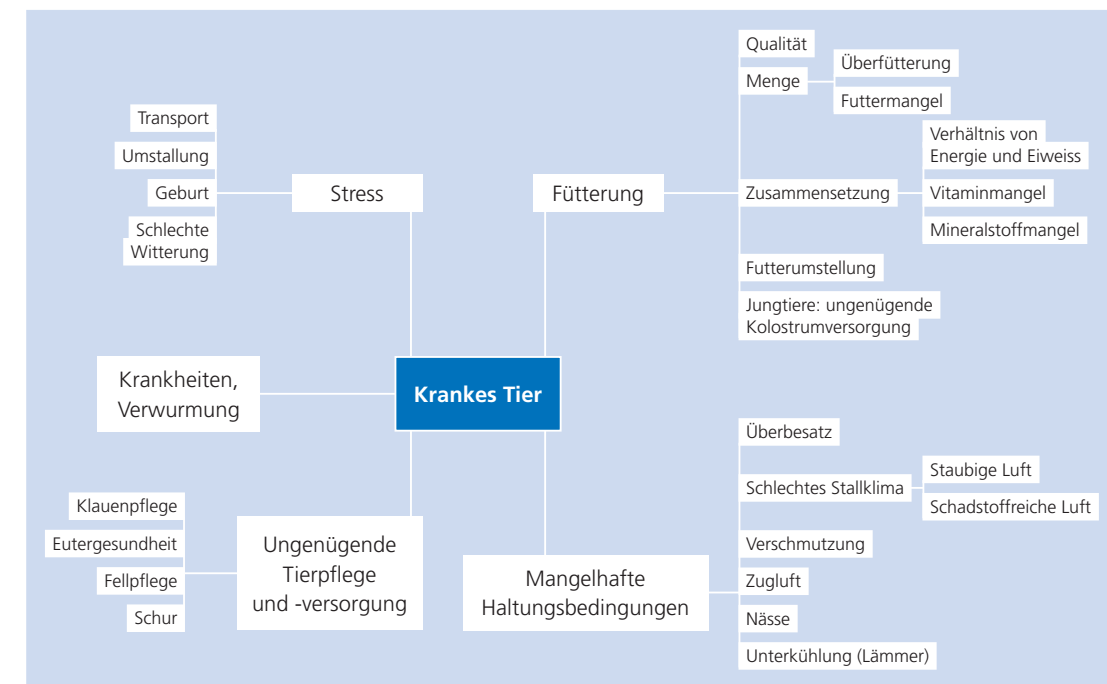 Qualität
Menge
Überfütterung
Futtermangel
Transport
Umstallung
Geburt
Schlechte
Witterung
Stress
Fütterung
Zusammensetzung
Verhältnis von
Energie und Eiweiss
Vitaminmangel
Mineralstoffmangel
Futterumstellung
Jungtiere: ungenügende
Kolostrumversorgung
Krankheiten,
Verwurmung
Krankes Tier
Klauenpflege
Eutergesundheit
Fellpflege
Schur
Ungenügende
Tierpflege
und -versorgung
Mangelhafte
Haltungsbedingungen
Überbesatz
Schlechtes Stallklima
Staubige Luft
Schadstoffreiche Luft
Verschmutzung
Zugluft
Nässe
Unterkühlung (Lämmer)